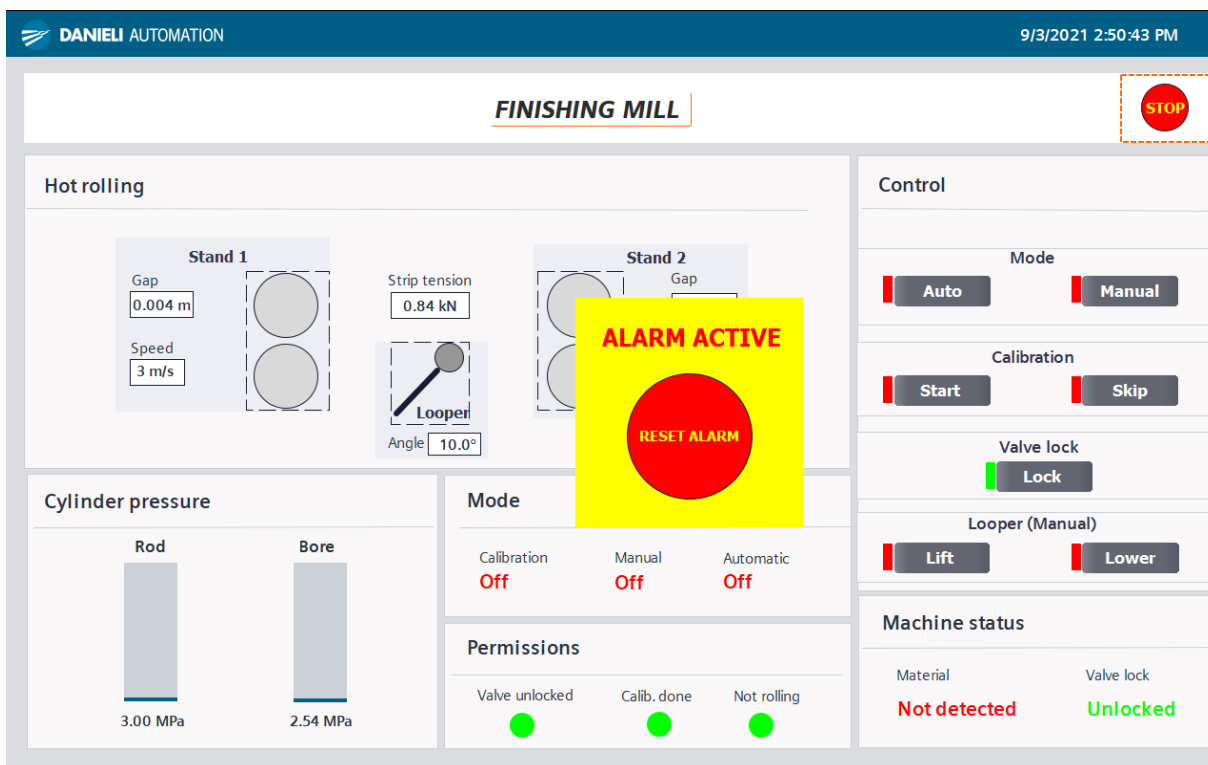 DANIELI AUTOMATION
9/3/2021 2:50:43 PM
FINISHING MILL
STOP
Hot rolling
Stand 1
Gap
0.004 m
Speed
3 m/s
Strip tension
0.84 kN
Looper
Angle 10.0°
Stand 2
Gap
ALARM ACTIVE
RESET ALARM
Control
Mode
Auto
Manual
Calibration
Start
Skip
Valve lock
Lock
Looper (Manual)
Lift
Lower
Cylinder pressure
Rod
Bore
3.00 MPa
2.54 MPa
Mode
Calibration
Manual
Automatic
Off
Off
Off
Permissions
Valve unlocked
Calib. done
Not rolling
Machine status
Material
Valve lock
Not detected
Unlocked